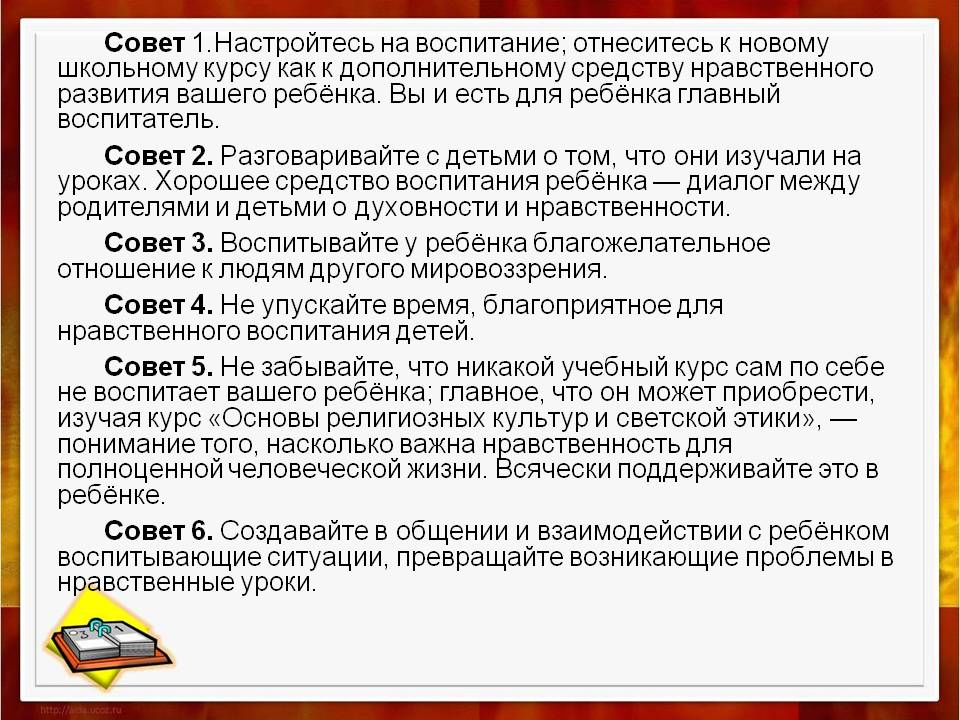 Совет 1.Настройтесь на воспитание; отнеситесь к новому
школьному курсу как к дополнительному средству нравственного
развития вашего ребёнка. Вы и есть для ребёнка главный
воспитатель.
Совет 2. Разговаривайте с детьми о том, что они изучали на
уроках. Хорошее средство воспитания ребёнка — диалог между
родителями и детьми о духовности и нравственности.
Совет 3. Воспитывайте у ребёнка благожелательное
отношение к людям другого мировоззрения.
Совет 4. Не упускайте время, благоприятное для
нравственного воспитания детей.
Совет 5. Не забывайте, что никакой учебный курс сам по себе
не воспитает вашего ребёнка; главное, что он может приобрести,
изучая курс «Основы религиозных культур и светской этики», —
понимание того, насколько важна нравственность для
полноценной человеческой жизни. Всячески поддерживайте это в
ребёнке.
Совет 6. Создавайте в общении и взаимодействии с ребёнком
воспитывающие ситуации, превращайте возникающие проблемы в
нравственные уроки.
3 1
http://aida.ucoz.ru